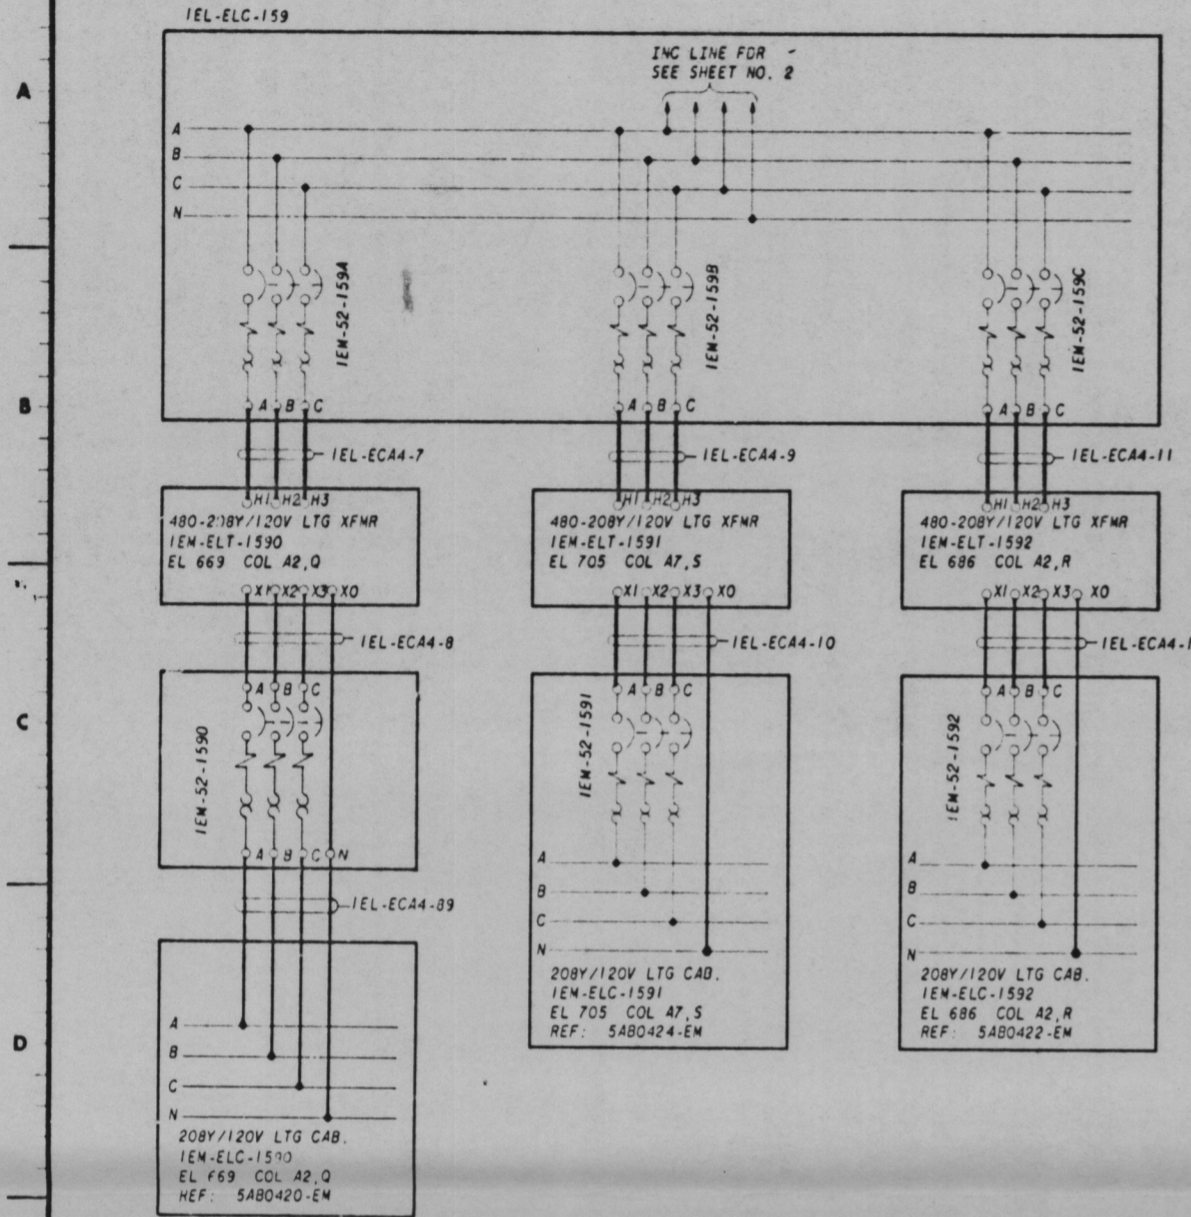 1EL-ELC-159
INC LINE FOR -
SEE SHEET NO. 2
A
A
B
C
N
1EM-52-159A
1EM-52-159B
1EM-52-159C
B
A B C
A B C
A B C
1EL-ECA4-7
1EL-ECA4-9
1EL-ECA4-11
H1 H2 H3
480-208Y/120V LTG XFMR
1EM-ELT-1590
EL 669 COL A2,Q
X1 X2 X3 X0
H1 H2 H3
480-208Y/120V LTG XFMR
1EM-ELT-1591
EL 705 COL A7,S
X1 X2 X3 X0
H1 H2 H3
480-208Y/120V LTG XFMR
1EM-ELT-1592
EL 686 COL A2,R
X1 X2 X3 X0
1EL-ECA4-8
1EL-ECA4-10
1EL-ECA4-1
C
A B C
1EM-52-1590
A B C N
1EL-ECA4-89
A B C
1EM-52-1591
A
B
C
N
208Y/120V LTG CAB.
1EM-ELC-1591
EL 705 COL A7,S
REF: 5AB0424-EM
A B C
1EM-52-1592
A
B
C
N
208Y/120V LTG CAB.
1EM-ELC-1592
EL 686 COL A2,R
REF: 5AB0422-EM
D
A
B
C
N
208Y/120V LTG CAB.
1EM-ELC-1590
EL 669 COL A2,Q
REF: 5AB0420-EM